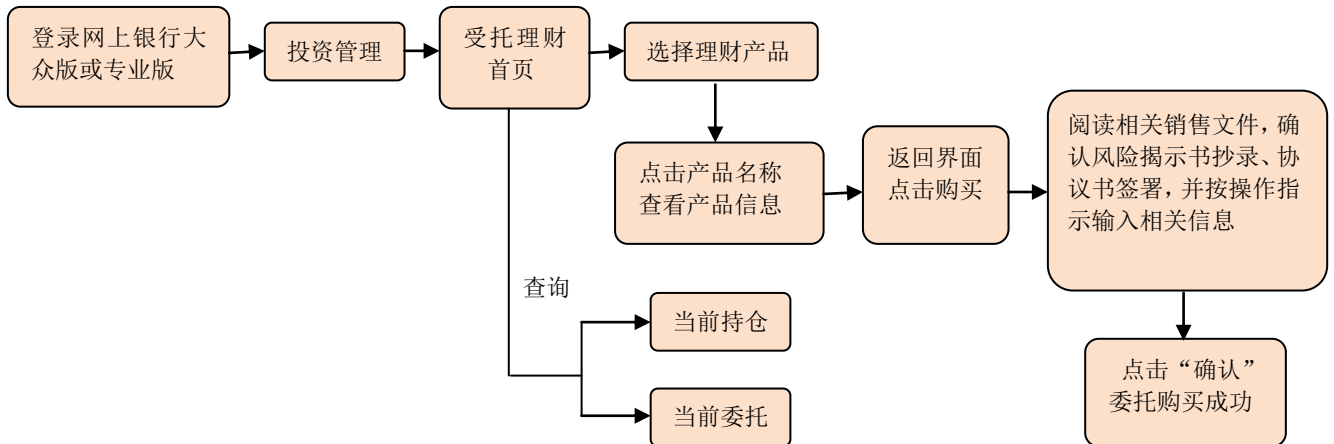 登录网上银行大
众版或专业版
投资管理
受托理财
首页
选择理财产品
点击产品名称
查看产品信息
返回界面
点击购买
阅读相关销售文件，确
认风险揭示书抄录、协
议书签署，并按操作指
示输入相关信息
查询
当前持仓
当前委托
点击“确认”
委托购买成功